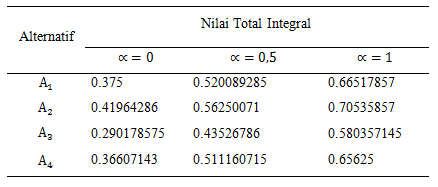 Alternatif Nilai Total Integral
∝ = 0 ∝ = 0,5 ∝ = 1
A₁ 0.375 0.520089285 0.66517857
A₂ 0.41964286 0.56250071 0.70535857
A₃ 0.290178575 0.43526786 0.580357145
A₄ 0.36607143 0.511160715 0.65625